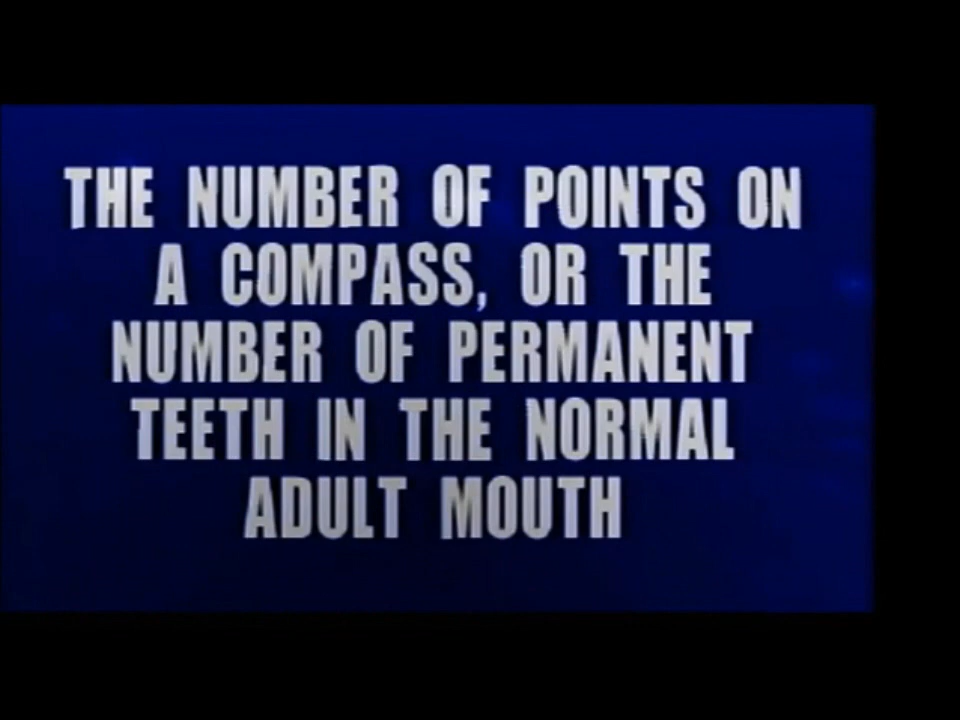 THE NUMBER OF POINTS ON
A COMPASS, OR THE
NUMBER OF PERMANENT
TEETH IN THE NORMAL
ADULT MOUTH